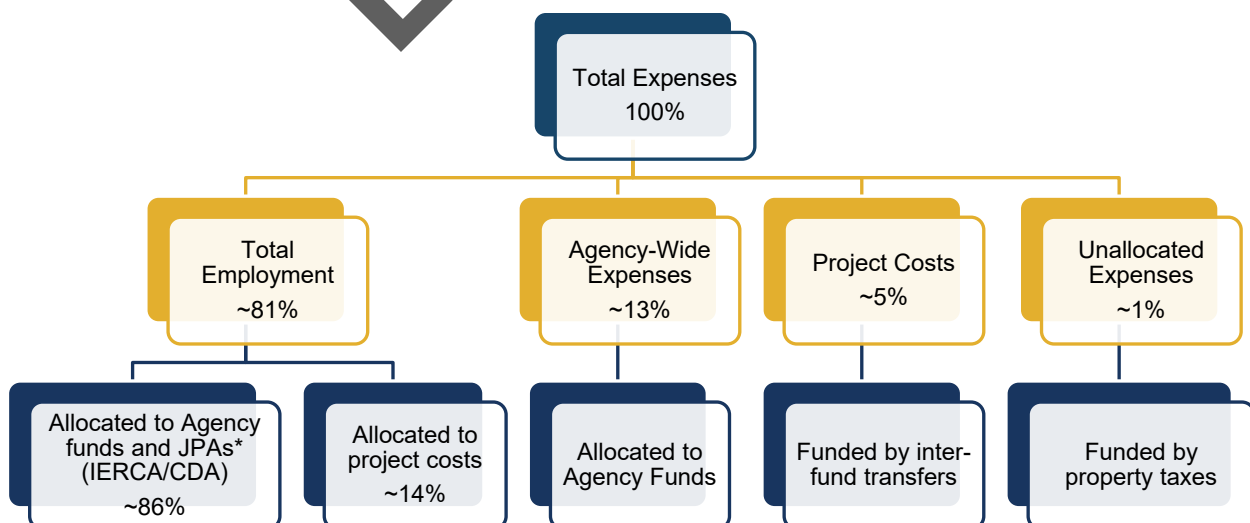 Total Expenses
100%
Total
Employment
~81%
Agency-Wide
Expenses
~13%
Project Costs
~5%
Unallocated
Expenses
~1%
Allocated to Agency
funds and JPAs*
(IERCA/CDA)
~86%
Allocated to
project costs
~14%
Allocated to
Agency Funds
Funded by inter-
fund transfers
Funded by
property taxes